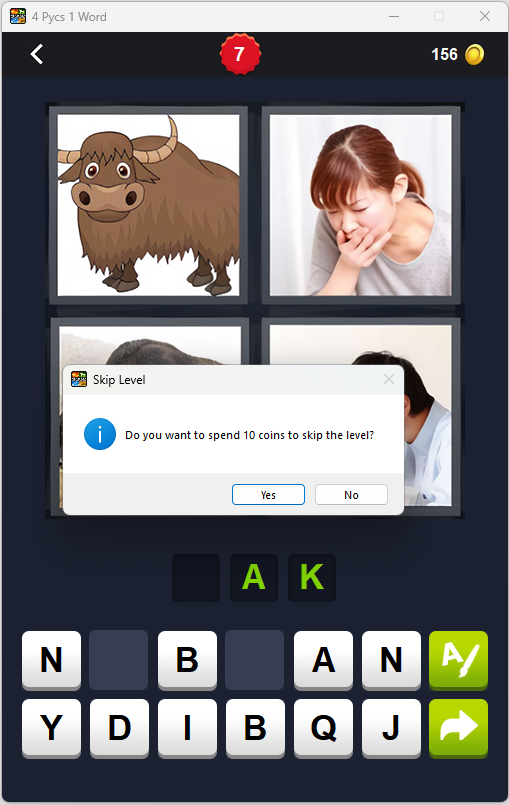 4 Pycs 1 Word
7
156
Skip Level
Do you want to spend 10 coins to skip the level?
Yes
No
A K
N B A N
Y D I B Q J